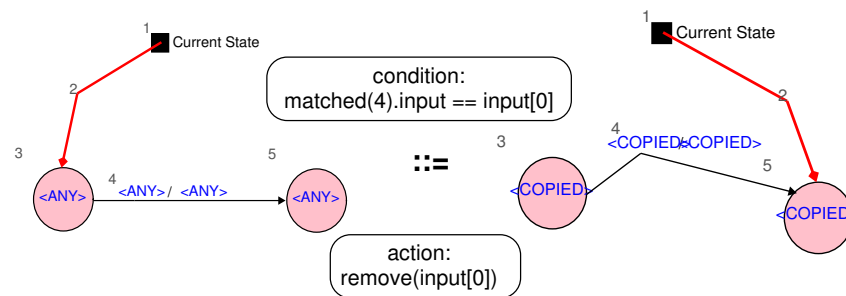 1
Current State
2
3
<ANY>
4
<ANY>/ <ANY>
5
<ANY>
condition:
matched(4).input == input[0]
::=
action:
remove(input[0])
1
Current State
2
3
<COPIED>
4
<COPIED>/<COPIED>
5
<COPIED>